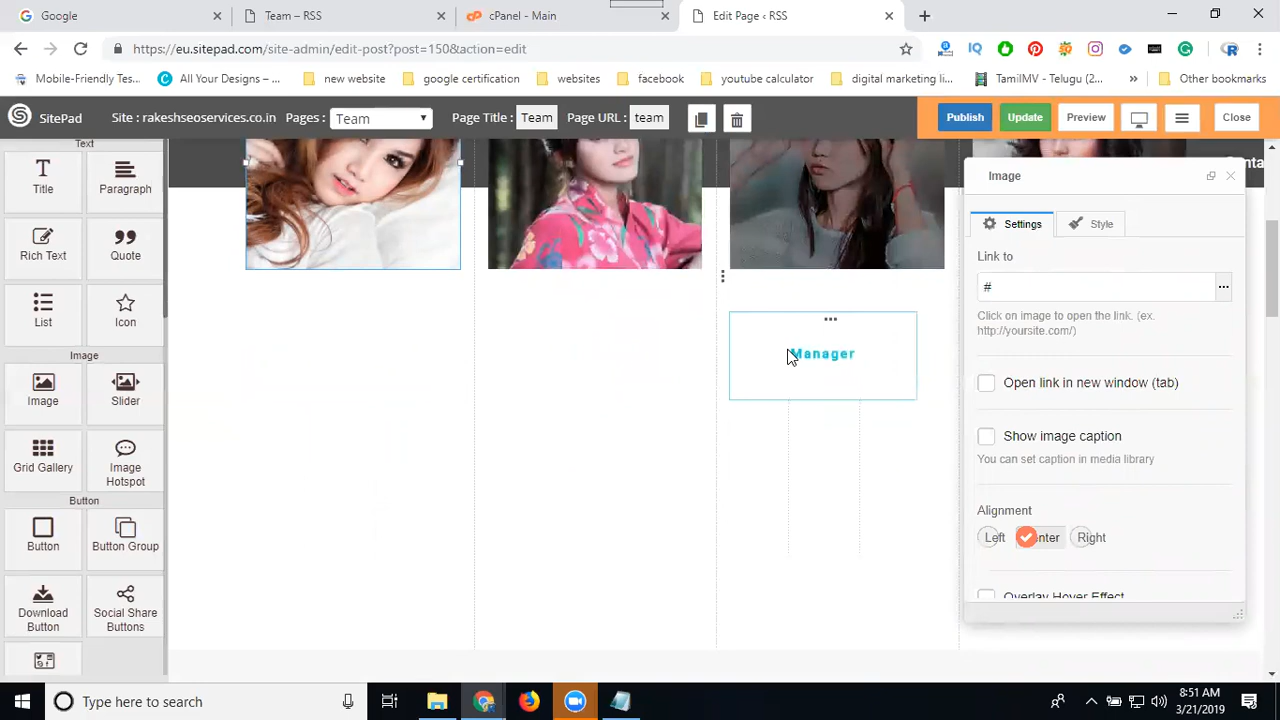 Google
Team – RSS
cPanel - Main
Edit Page ‹ RSS
https://eu.sitepad.com/site-admin/edit-post?post=150&action=edit
Mobile-Friendly Tes...
All Your Designs – ...
new website
google certification
websites
facebook
youtube calculator
digital marketing li...
TamilMV - Telugu (2...
Other bookmarks
SitePad
Site : rakeshseoservices.co.in
Pages :
Team
Page Title :
Team
Page URL :
team
Publish
Update
Preview
Close
Text
Title
Paragraph
Rich Text
Quote
List
Icon
Image
Image
Slider
Grid Gallery
Image
Hotspot
Button
Button
Button Group
Download
Button
Social Share
Buttons
Manager
Image
Settings
Style
Link to
#
Click on image to open the link. (ex.
http://yoursite.com/)
Open link in new window (tab)
Show image caption
You can set caption in media library
Alignment
Left
Center
Right
Overlay Hover Effect
Type here to search
8:51 AM
3/21/2019